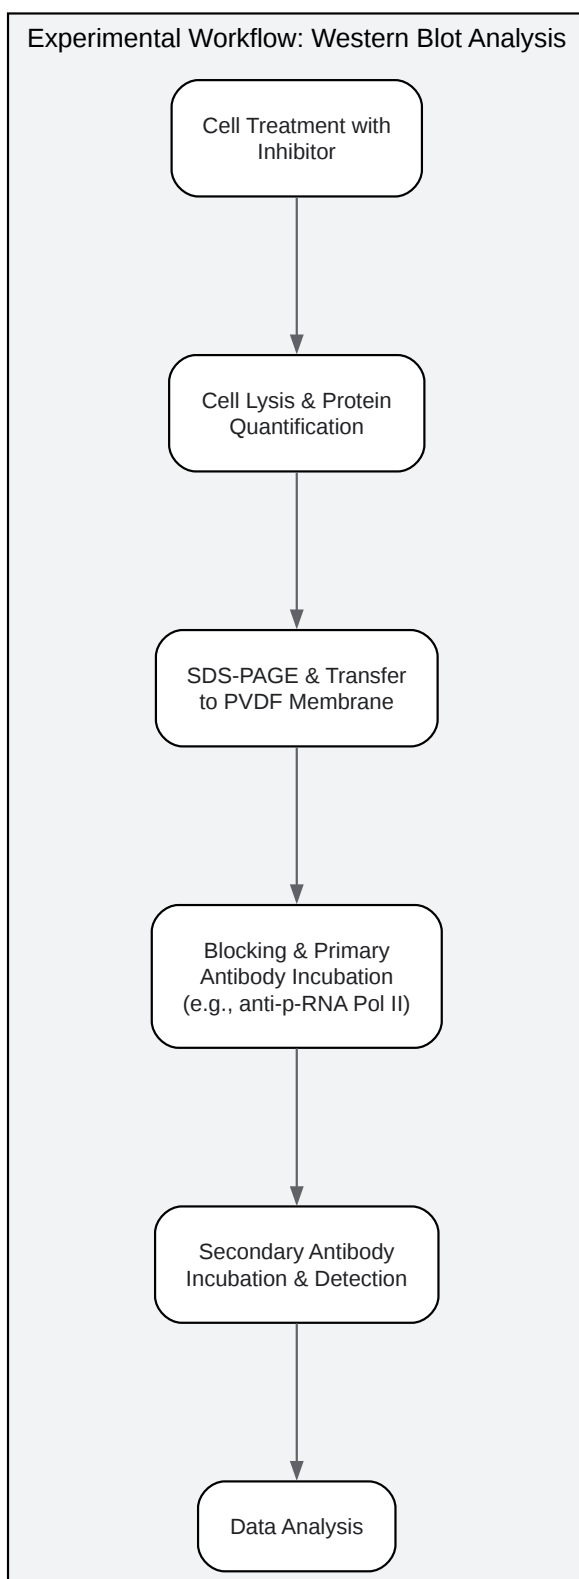 Experimental Workflow: Western Blot Analysis
Cell Treatment with
Inhibitor
Cell Lysis & Protein
Quantification
SDS-PAGE & Transfer
to PVDF Membrane
Blocking & Primary
Antibody Incubation
(e.g., anti-p-RNA Pol II)
Secondary Antibody
Incubation & Detection
Data Analysis